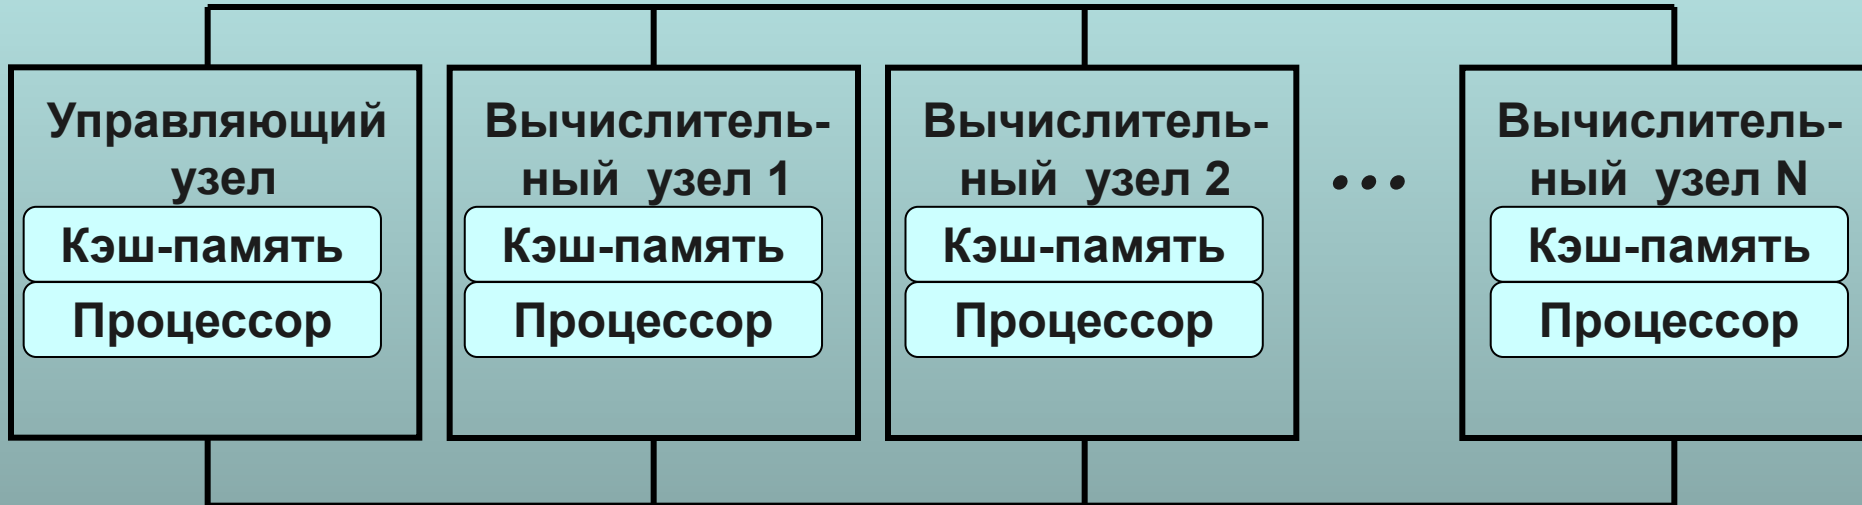 Управляющий
узел
Кэш-память
Процессор
Вычислитель-
ный узел 1
Кэш-память
Процессор
Вычислитель-
ный узел 2
Кэш-память
Процессор
...
Вычислитель-
ный узел N
Кэш-память
Процессор